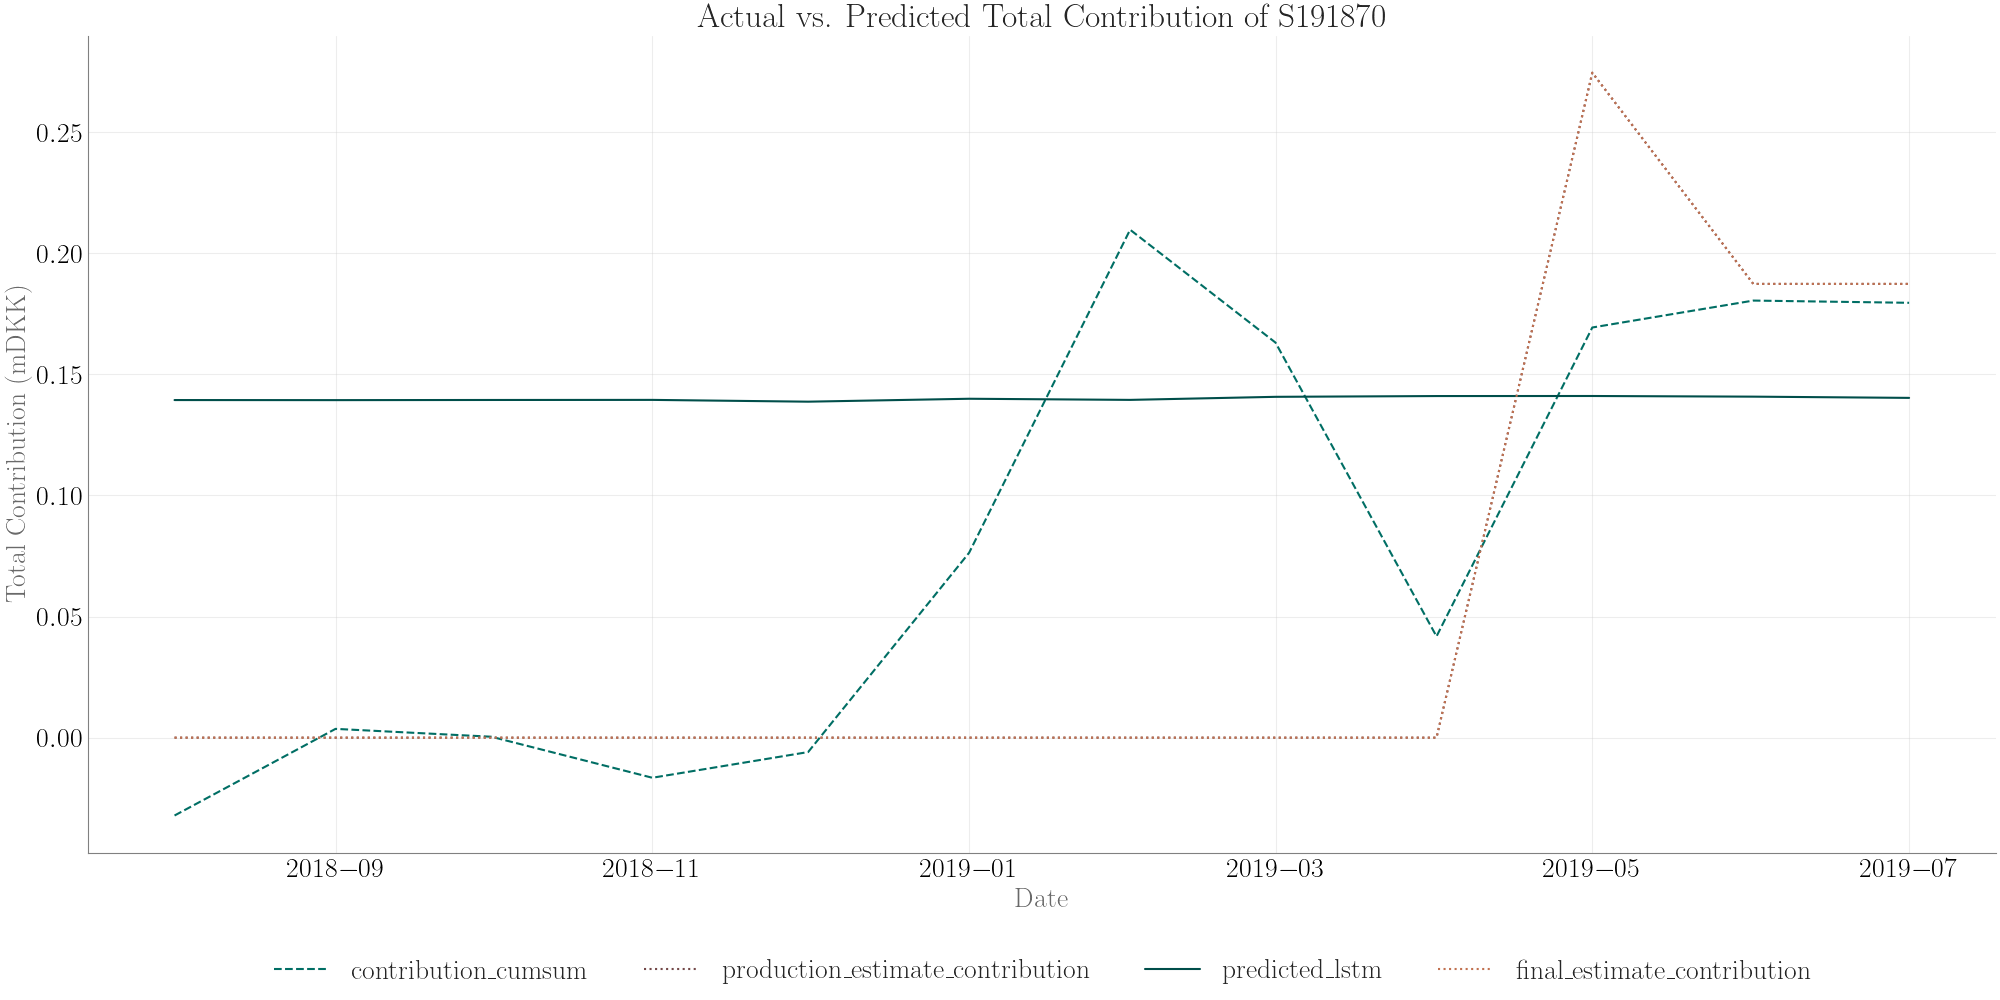 Actual vs. Predicted Total Contribution of S191870
Total Contribution (mDKK)
0.25
0.20
0.15
0.10
0.05
0.00
2018−09 2018−11 2019−01 2019−03 2019−05 2019−07
Date
contribution_cumsum production_estimate_contribution predicted_lstm final_estimate_contribution